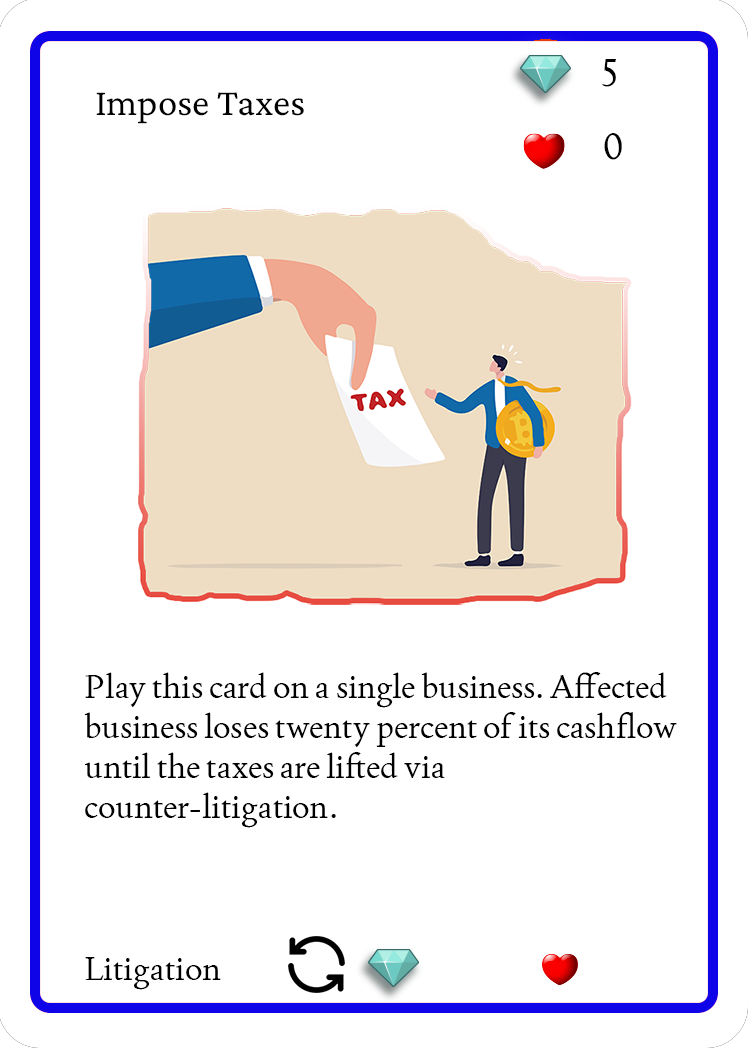 Impose Taxes
5
0
TAX
Play this card on a single business. Affected
business loses twenty percent of its cashflow
until the taxes are lifted via
counter-litigation.
Litigation